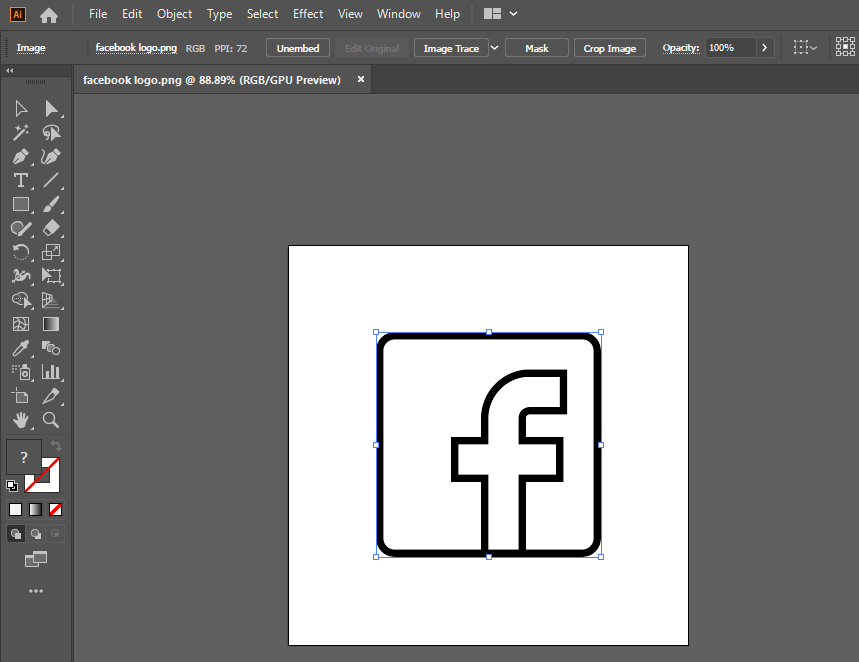 Ai File Edit Object Type Select Effect View Window Help
Image facebook logo.png RGB PPI: 72 Unembed Edit Original Image Trace Mask Crop Image Opacity: 100%
facebook logo.png @ 88.89% (RGB/GPU Preview) ×
T
?
f